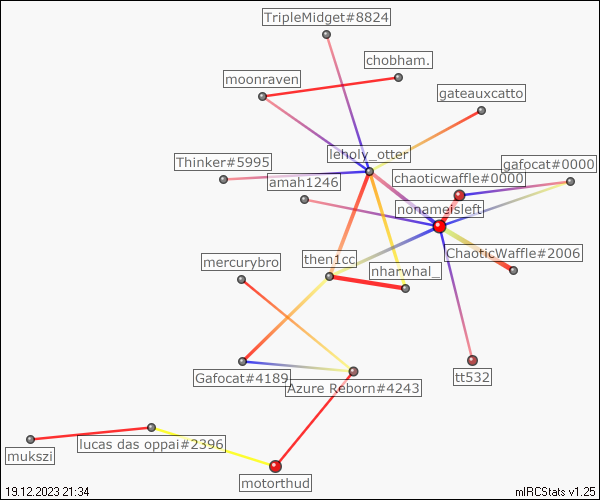 TripleMidget#8824
chobham.
moonraven
gateauxcatto
leholy_otter
Thinker#5995
gafocat#0000
chaoticwaffle#0000
amah1246
nonameisleft
ChaoticWaffle#2006
then1cc
mercurybro
nharwhal_
Gafocat#4189
tt532
Azure Reborn#4243
lucas das oppai#2396
mukszi
motorthud
19.12.2023 21:34
mIRCStats v1.25